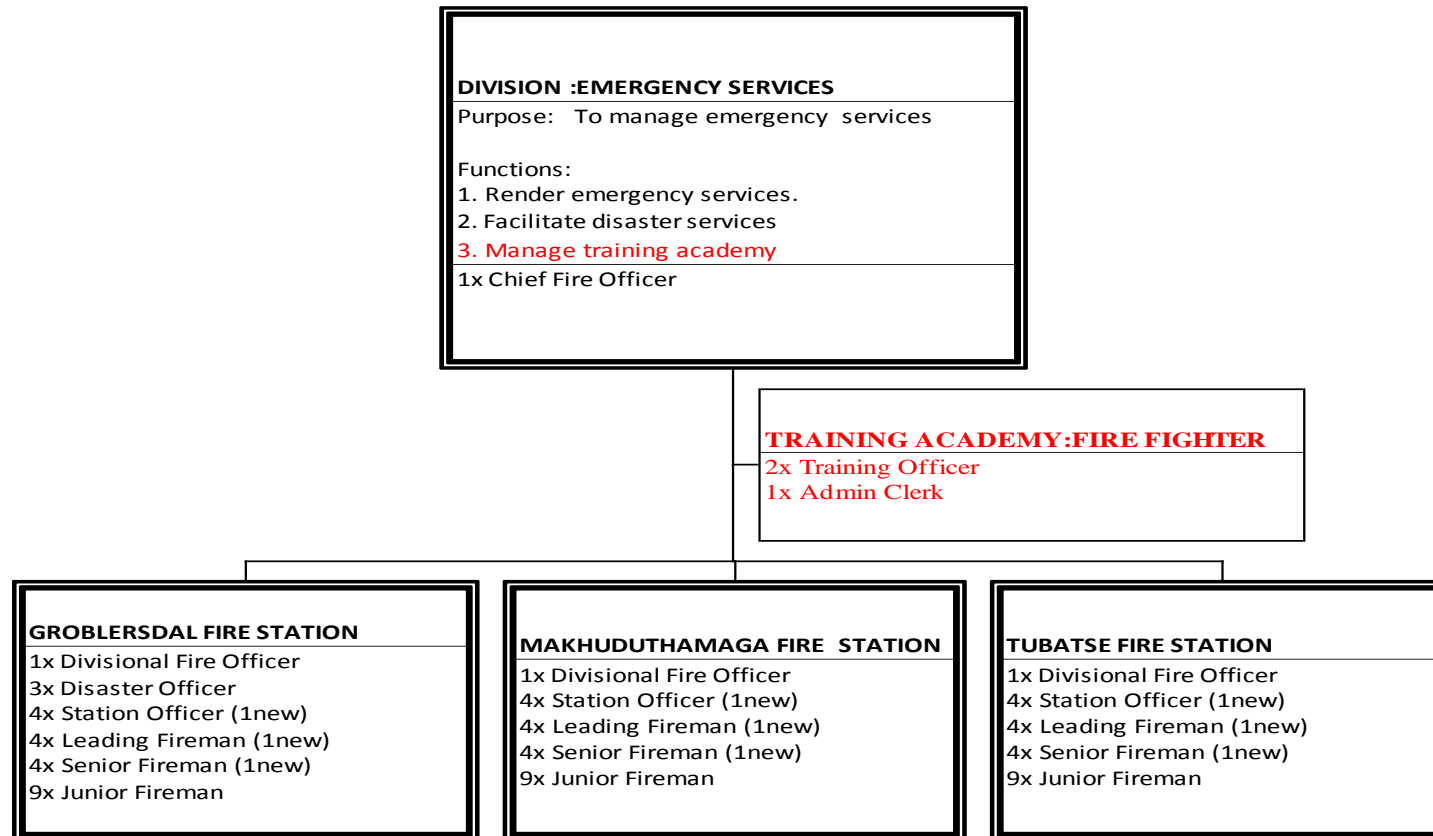 DIVISION :EMERGENCY SERVICES
Purpose: To manage emergency services
Functions:
1. Render emergency services.
2. Facilitate disaster services
3. Manage training academy
1x Chief Fire Officer
TRAINING ACADEMY:FIRE FIGHTER
2x Training Officer
1x Admin Clerk
GROBLERSDAL FIRE STATION
1x Divisional Fire Officer
3x Disaster Officer
4x Station Officer (1new)
4x Leading Fireman (1new)
4x Senior Fireman (1new)
9x Junior Fireman
MAKHUDUTHAMAGA FIRE STATION
1x Divisional Fire Officer
4x Station Officer (1new)
4x Leading Fireman (1new)
4x Senior Fireman (1new)
9x Junior Fireman
TUBATSE FIRE STATION
1x Divisional Fire Officer
4x Station Officer (1new)
4x Leading Fireman (1new)
4x Senior Fireman (1new)
9x Junior Fireman